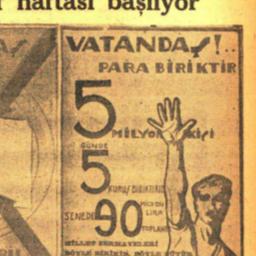 haftası başlıyor
VATANDAŞ!..
PARA BİRİKTİR
5
MİLYON KİŞİ
GÜNDE
5
KURUŞ BİRİKTİRSE
SENEDE 90 MİLYON
LİRA
TOPLANIR
MİLLET SERMAYELERİ
BÖYLE BİRİKİR, BÖYLE BÜYÜR